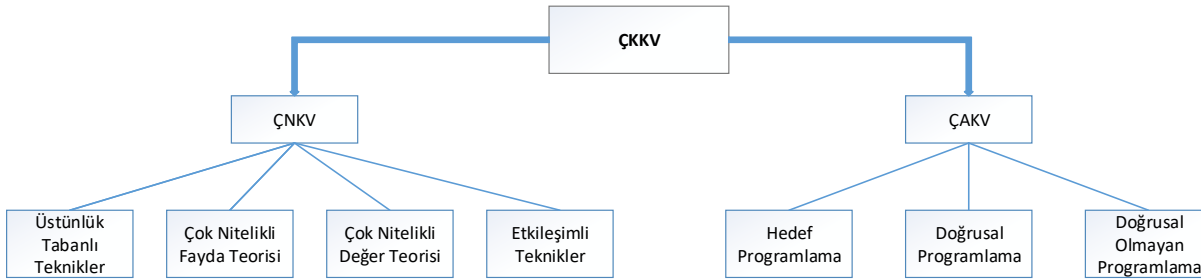 ÇKKV
ÇNKV
ÇAKV
Üstünlük
Tabanlı
Teknikler
Çok Nitelikli
Fayda Teorisi
Çok Nitelikli
Değer Teorisi
Etkileşimli
Teknikler
Hedef
Programlama
Doğrusal
Programlama
Doğrusal
Olmayan
Programlama